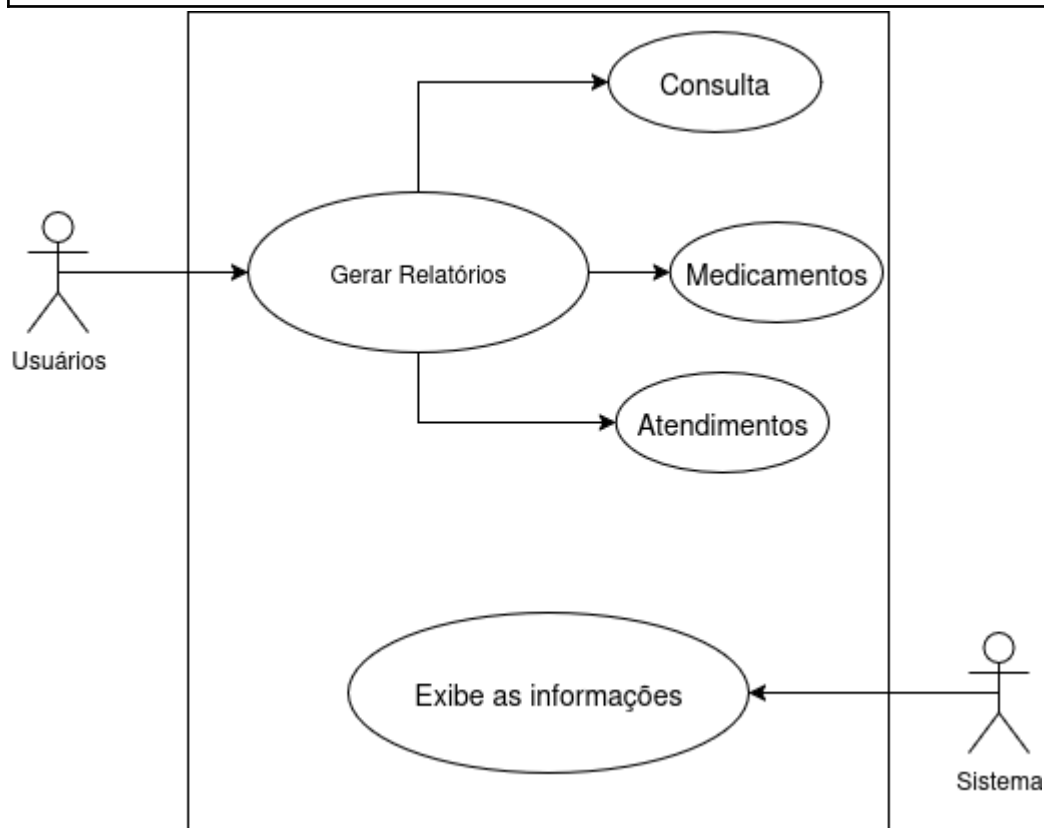 Consulta
Gerar Relatórios
Medicamentos
Usuários
Atendimentos
Exibe as informações
Sistema